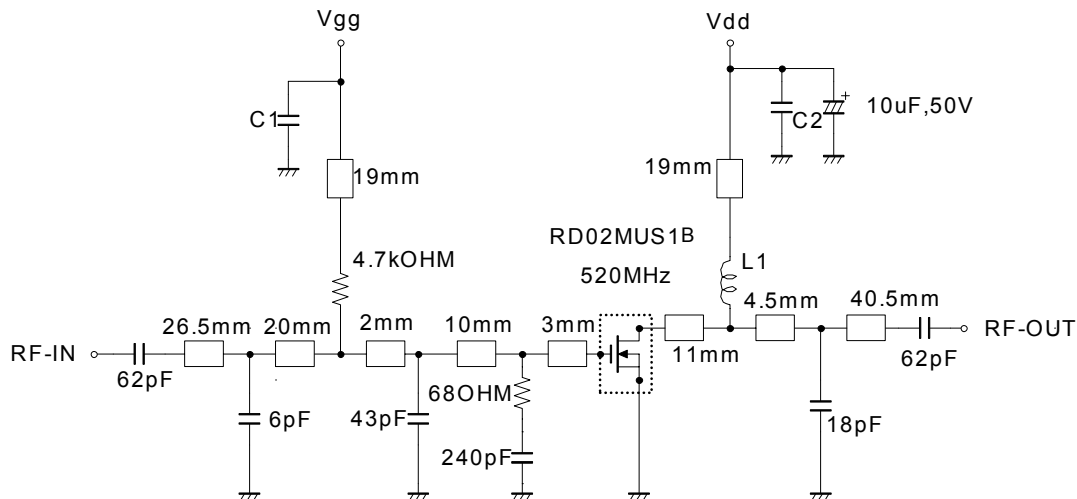 Vgg
Vdd
C1
C2
+
10uF,50V
19mm
19mm
RD02MUS1B
520MHz
4.7kOHM
L1
26.5mm
20mm
2mm
10mm
3mm
4.5mm
40.5mm
RF-IN
11mm
RF-OUT
62pF
62pF
68OHM
6pF
43pF
18pF
240pF